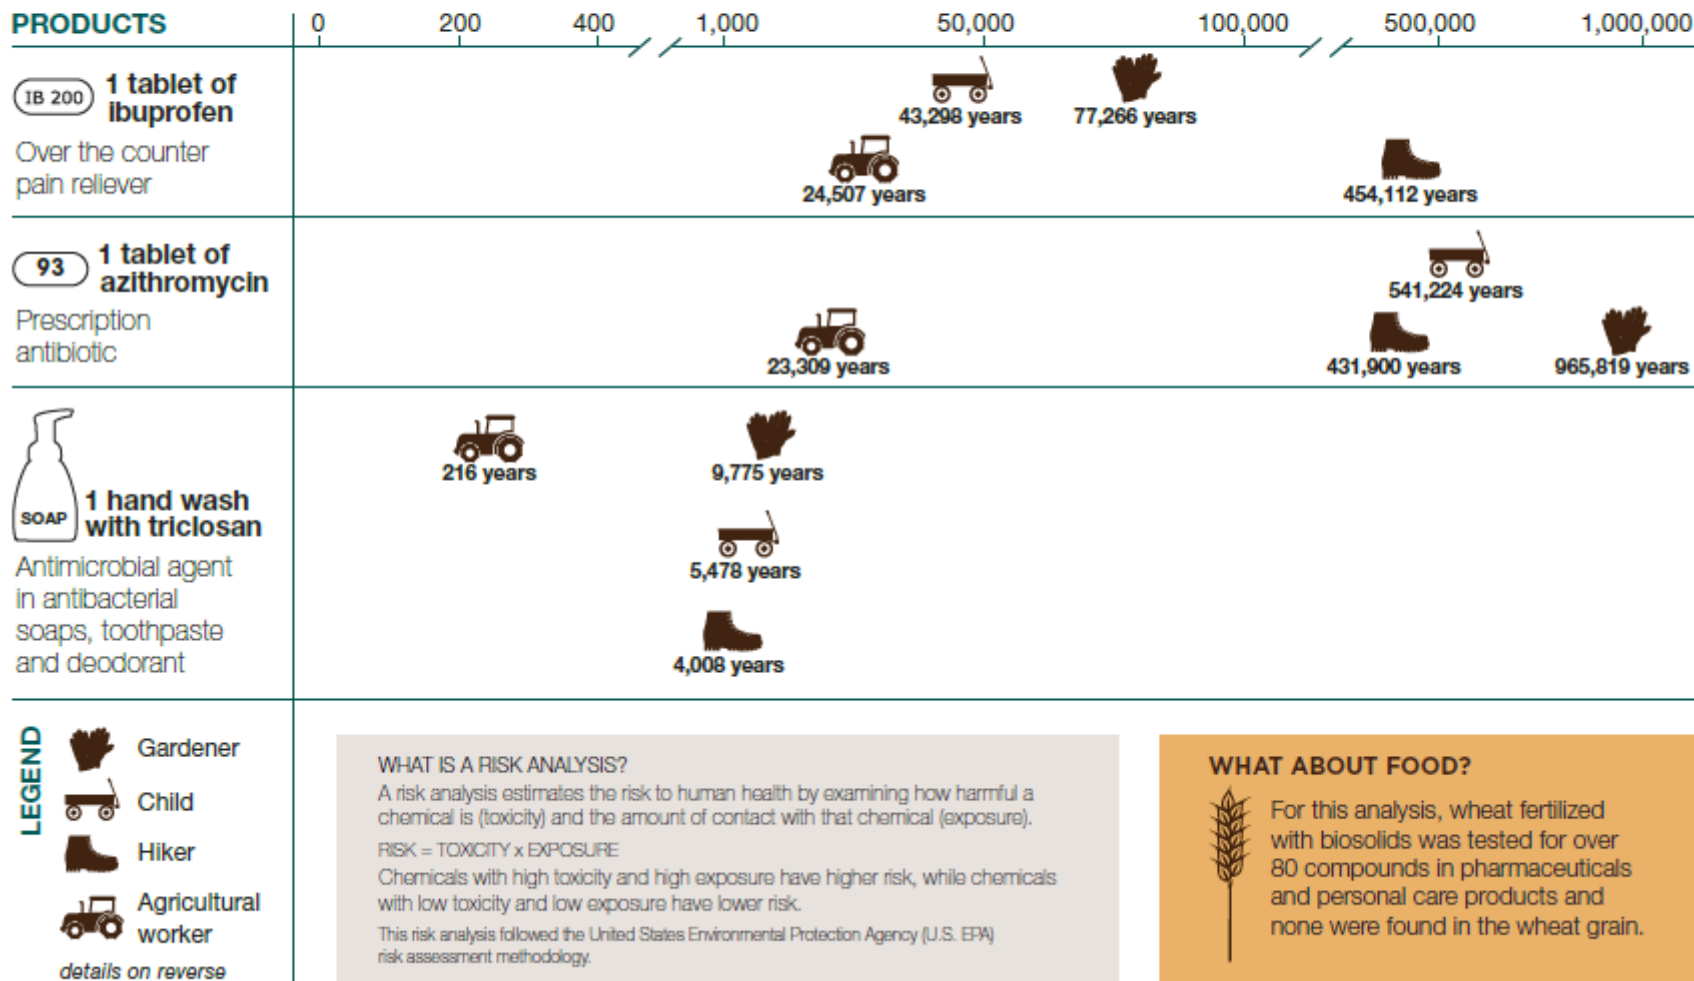 PRODUCTS
0 200 400 1,000 50,000 100,000 500,000 1,000,000
IB 200
1 tablet of
ibuprofen
Over the counter
pain reliever
43,298 years
77,266 years
24,507 years
454,112 years
93
1 tablet of
azithromycin
Prescription
antibiotic
541,224 years
23,309 years
431,900 years
965,819 years
SOAP
1 hand wash
with triclosan
Antimicrobial agent
in antibacterial
soaps, toothpaste
and deodorant
216 years
9,775 years
5,478 years
4,008 years
LEGEND
Gardener
Child
Hiker
Agricultural
worker
details on reverse
WHAT IS A RISK ANALYSIS?
A risk analysis estimates the risk to human health by examining how harmful a
chemical is (toxicity) and the amount of contact with that chemical (exposure).
RISK = TOXICITY x EXPOSURE
Chemicals with high toxicity and high exposure have higher risk, while chemicals
with low toxicity and low exposure have lower risk.
This risk analysis followed the United States Environmental Protection Agency (U.S. EPA)
risk assessment methodology.
WHAT ABOUT FOOD?
For this analysis, wheat fertilized
with biosolids was tested for over
80 compounds in pharmaceuticals
and personal care products and
none were found in the wheat grain.